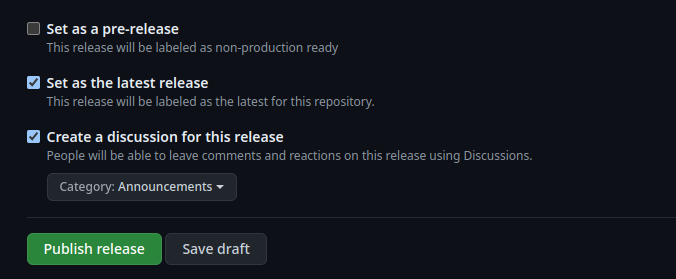 Set as a pre-release
This release will be labeled as non-production ready
Set as the latest release
This release will be labeled as the latest for this repository.
Create a discussion for this release
People will be able to leave comments and reactions on this release using Discussions.
Category: Announcements
Publish release Save draft